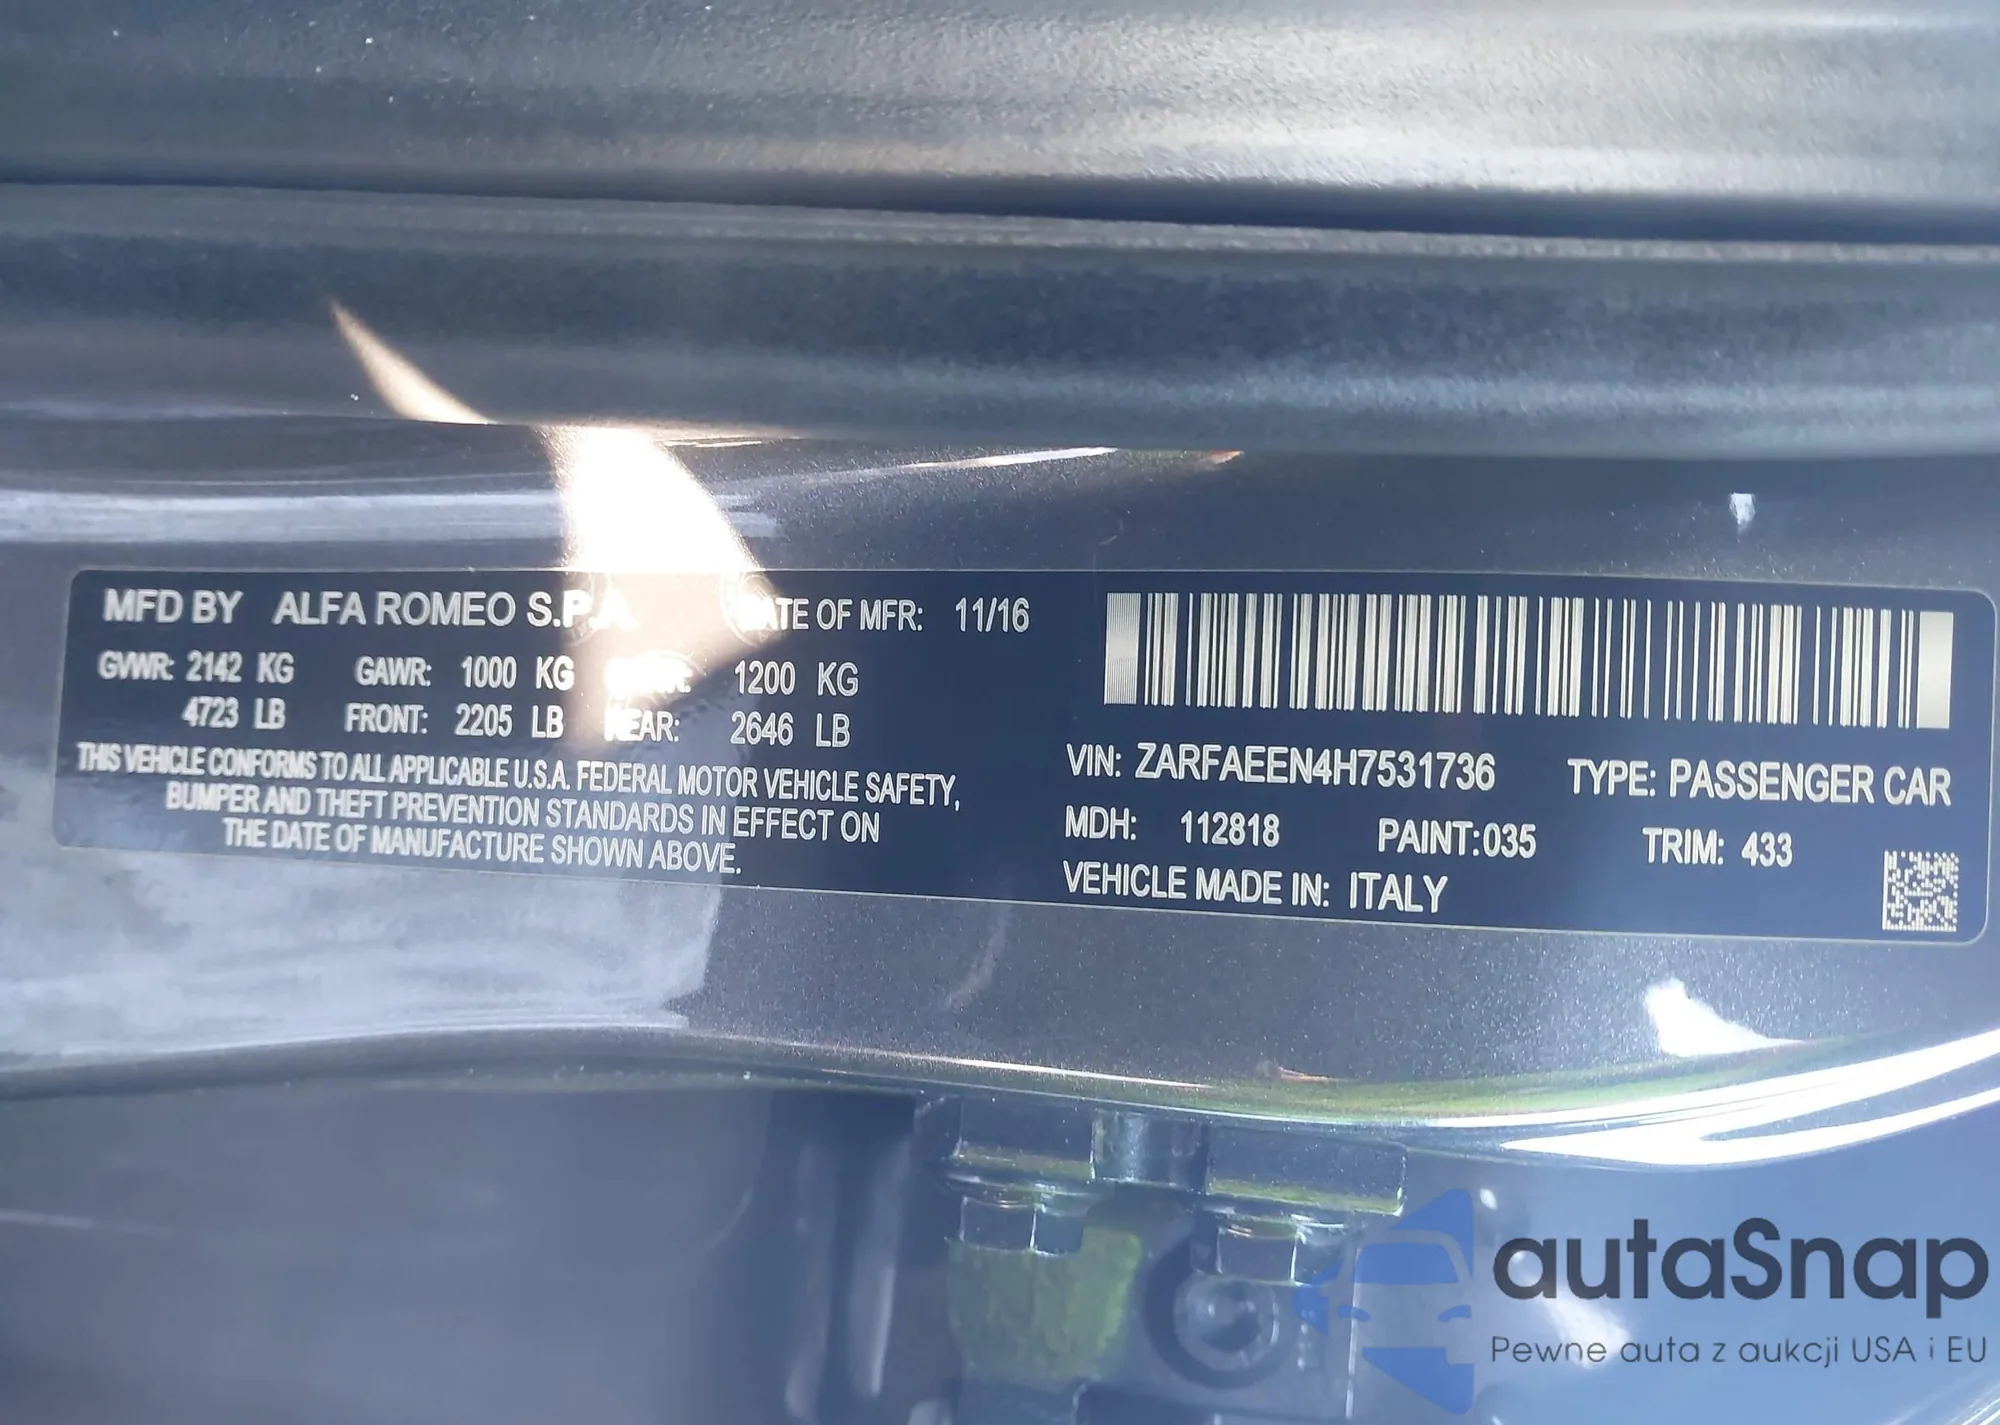 MFD BY ALFA ROMEO S.P.A. DATE OF MFR: 11/16
GVWR: 2142 KG GAWR: 1000 KG 1200 KG
4723 LB FRONT: 2205 LB REAR: 2646 LB
THIS VEHICLE CONFORMS TO ALL APPLICABLE U.S.A. FEDERAL MOTOR VEHICLE SAFETY,
BUMPER AND THEFT PREVENTION STANDARDS IN EFFECT ON
THE DATE OF MANUFACTURE SHOWN ABOVE.
VIN: ZARFAEEN4H7531736 TYPE: PASSENGER CAR
MDH: 112818 PAINT:035 TRIM: 433
VEHICLE MADE IN: ITALY
autaSnap
Pewne auta z aukcji USA i EU